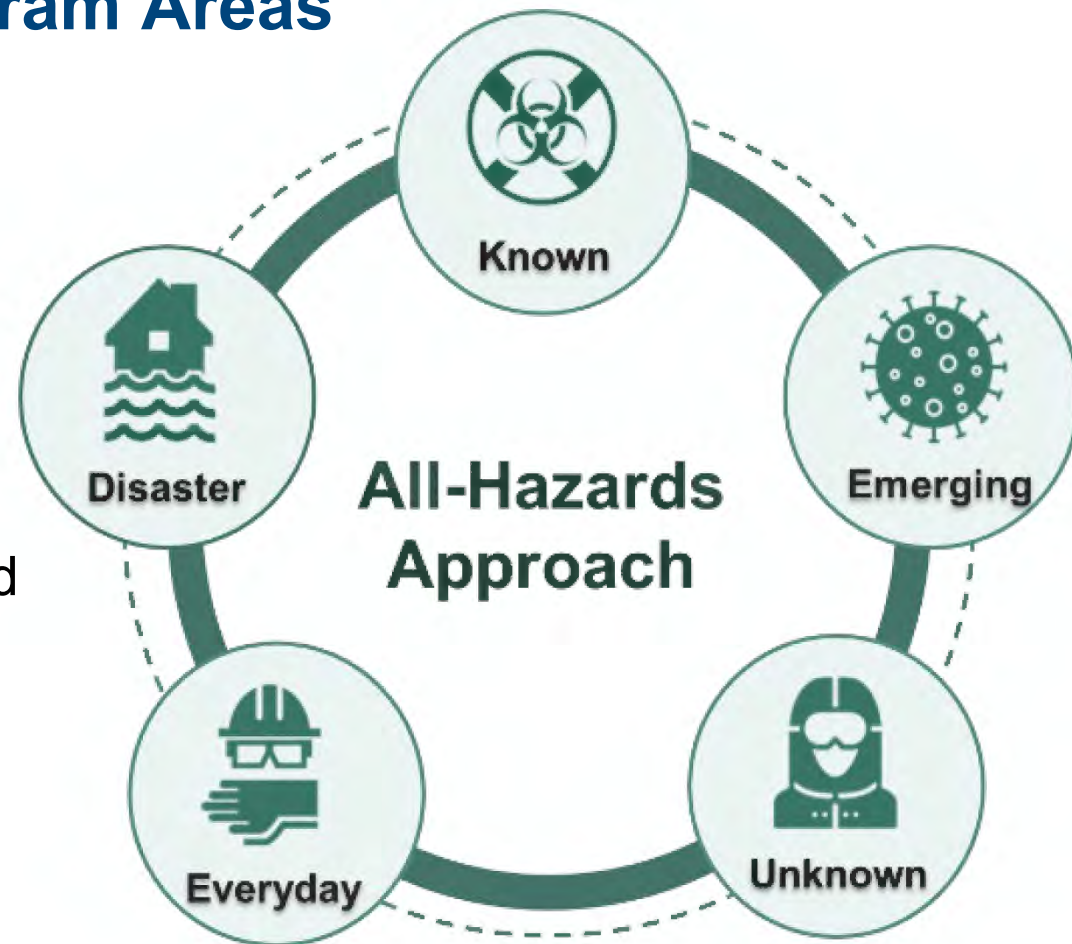 ram Areas
Known
Disaster
Emerging
All-Hazards
Approach
d
Everyday
Unknown